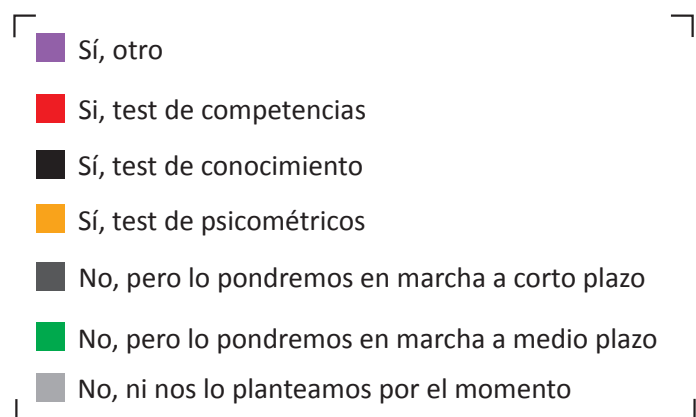 Sí, otro
Si, test de competencias
Sí, test de conocimiento
Sí, test de psicométricos
No, pero lo pondremos en marcha a corto plazo
No, pero lo pondremos en marcha a medio plazo
No, ni nos lo planteamos por el momento